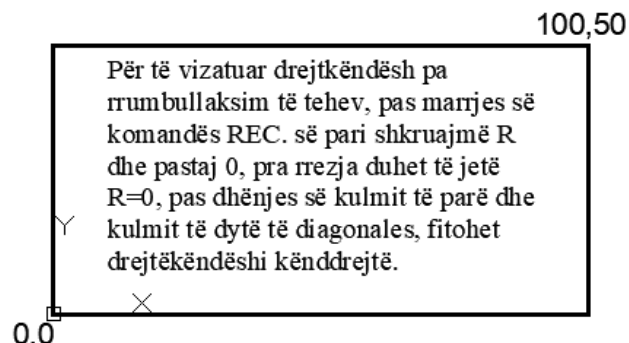 100,50
Për të vizatuar drejtkëndësh pa
rrumbullaksim të tehev, pas marrjes së
komandës REC. së pari shkruajmë R
dhe pastaj 0, pra rrezja duhet të jetë
R=0, pas dhënjes së kulmit të parë dhe
kulmit të dytë të diagonales, fitohet
drejtëkëndëshi kënddrejtë.
Y
X
0,0